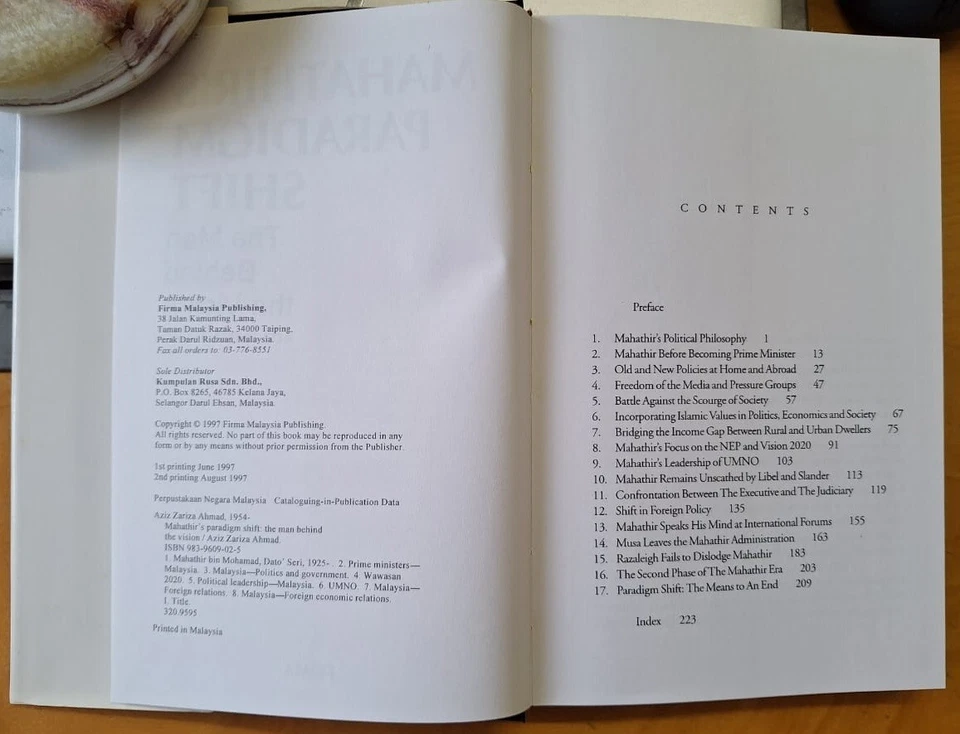 Published by
Firma Malaysia Publishing,
38 Jalan Kamunting Lama,
Taman Datuk Razak, 34000 Taiping,
Perak Darul Ridzuan, Malaysia.
Fax all orders to: 03-776-8551
Sole Distributor
Kumpulan Rusa Sdn. Bhd.,
P.O. Box 8265, 46785 Kelana Jaya,
Selangor Darul Ehsan, Malaysia.
Copyright © 1997 Firma Malaysia Publishing.
All rights reserved. No part of this book may be reproduced in any
form or by any means without prior permission from the Publisher.
1st printing June 1997
2nd printing August 1997
Perpustakaan Negara Malaysia Cataloguing-in-Publication Data
Aziz Zariza Ahmad, 1954-
Mahathir's paradigm shift: the man behind
the vision / Aziz Zariza Ahmad.
ISBN 983-9609-02-5
1. Mahathir bin Mohamad, Dato' Seri, 1925- . 2. Prime ministers—
Malaysia. 3. Malaysia—Politics and government. 4 Wawasan
2020. 5. Political leadership—Malaysia. 6. UMNO. 7. Malaysia—
Foreign relations. 8. Malaysia—Foreign economic relations.
I. Title.
320.9595
Printed in Malaysia
CONTENTS
Preface
1. Mahathir's Political Philosophy 1
2. Mahathir Before Becoming Prime Minister 13
3. Old and New Policies at Home and Abroad 27
4. Freedom of the Media and Pressure Groups 47
5. Battle Against the Scourge of Society 57
6. Incorporating Islamic Values in Politics, Economics and Society 67
7. Bridging the Income Gap Between Rural and Urban Dwellers 75
8. Mahathir's Focus on the NEP and Vision 2020 91
9. Mahathir's Leadership of UMNO 103
10. Mahathir Remains Unscathed by Libel and Slander 113
11. Confrontation Between The Executive and The Judiciary 119
12. Shift in Foreign Policy 135
13. Mahathir Speaks His Mind at International Forums 155
14. Musa Leaves the Mahathir Administration 163
15. Razaleigh Fails to Dislodge Mahathir 183
16. The Second Phase of The Mahathir Era 203
17. Paradigm Shift: The Means to An End 209
Index 223